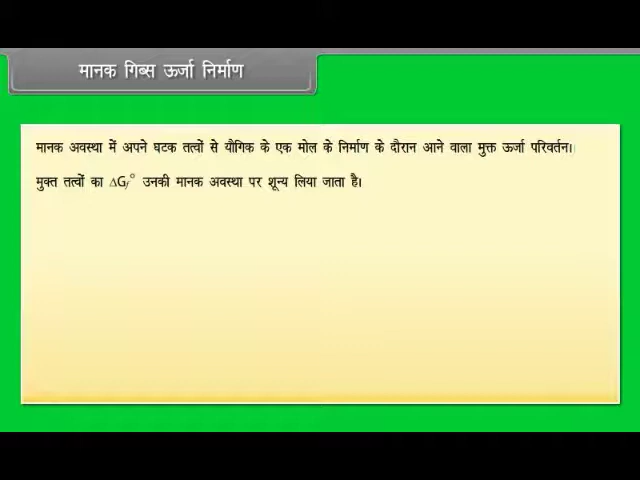 मानक गिब्स ऊर्जा निर्माण
मानक अवस्था में अपने घटक तत्वों से यौगिक के एक मोल के निर्माण के दौरान आने वाला मुक्त ऊर्जा परिवर्तन।
मुक्त तत्वों का ΔGf° उनकी मानक अवस्था पर शून्य लिया जाता है।